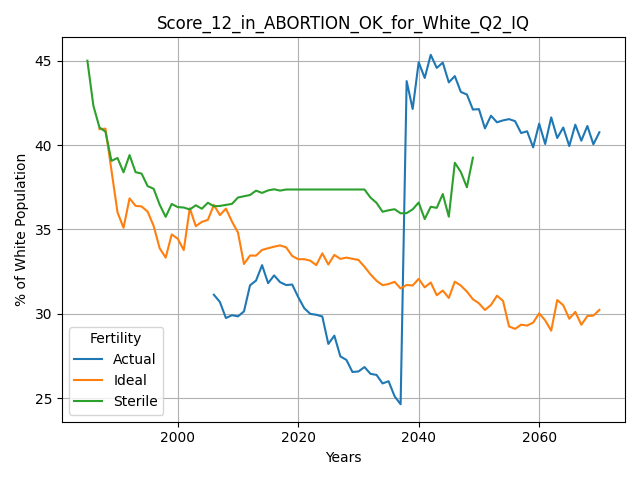 Score_12_in_ABORTION_OK_for_White_Q2_IQ
% of White Population
45
40
35
30
25
Fertility
Actual
Ideal
Sterile
2000
2020
2040
2060
Years